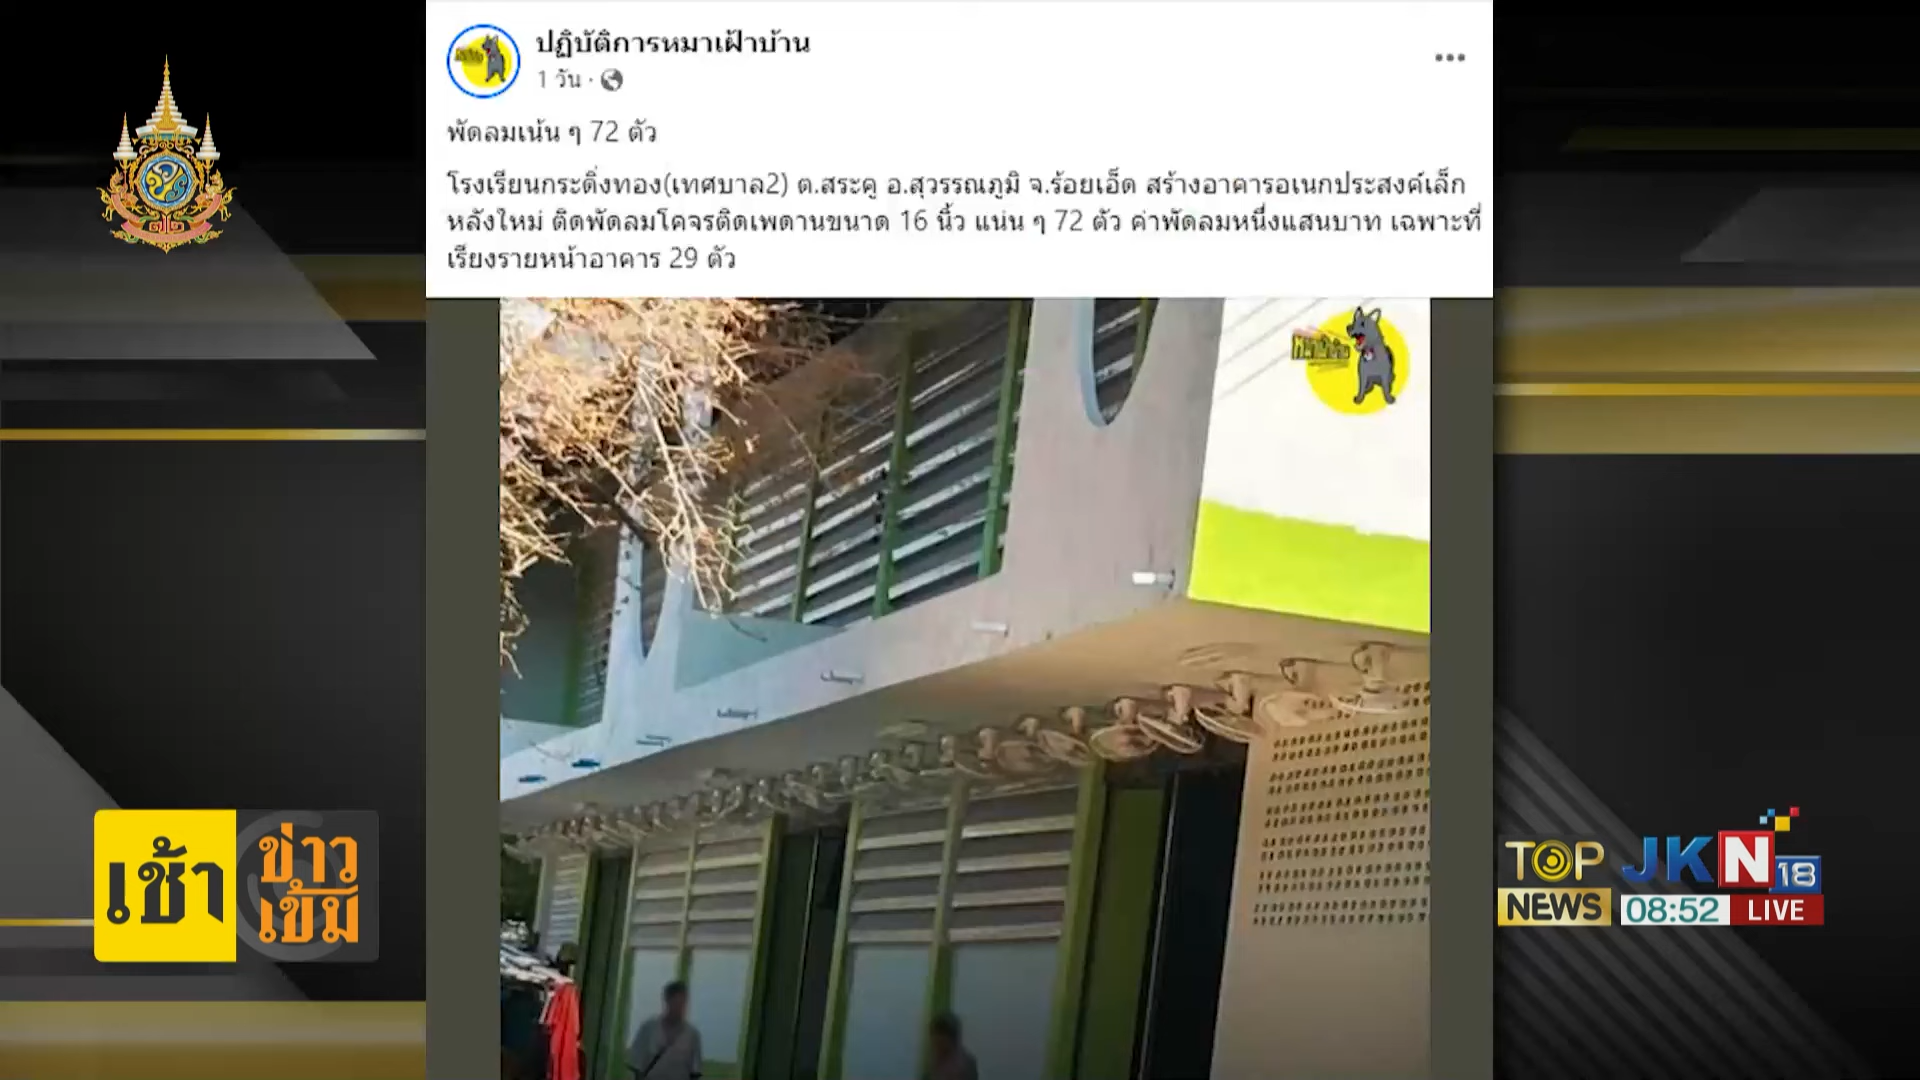 ปฏิบัติการหมาเฝ้าบ้าน
1 วัน ·
พัดลมเน้น ๆ 72 ตัว
โรงเรียนกระดิ่งทอง(เทศบาล2) ต.สระคู อ.สุวรรณภูมิ จ.ร้อยเอ็ด สร้างอาคารอเนกประสงค์เล็ก
หลังใหม่ ติดพัดลมโคจรติดเพดานขนาด 16 นิ้ว แน่น ๆ 72 ตัว ค่าพัดลมหนึ่งแสนบาท เฉพาะที่
เรียงรายหน้าอาคาร 29 ตัว
หมาเฝ้าบ้าน
เช้า
ข่าว
เข้ม
TOP
NEWS
JKN
18
08:52
LIVE